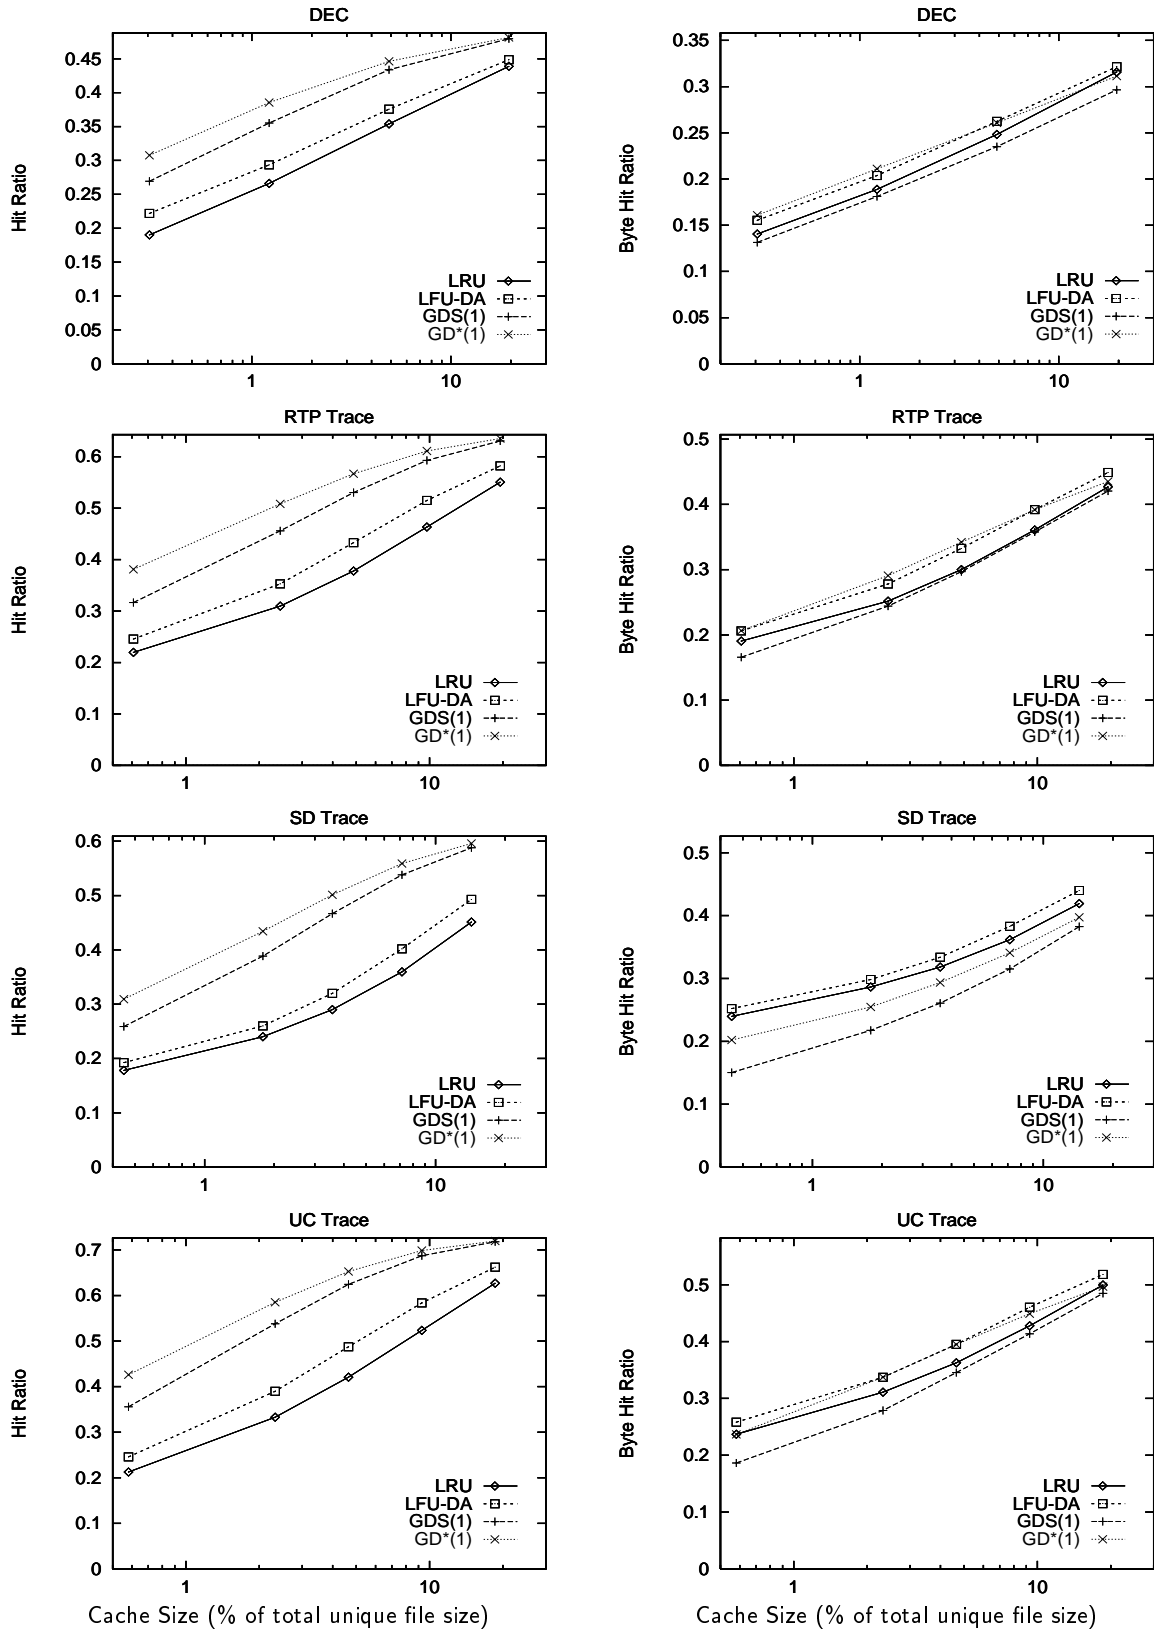 DEC
Hit Ratio
0.45
0.4
0.35
0.3
0.25
0.2
0.15
0.1
0.05
0
1 10
LRU
LFU-DA
GDS(1)
GD*(1)
DEC
Byte Hit Ratio
0.35
0.3
0.25
0.2
0.15
0.1
0.05
0
1 10
LRU
LFU-DA
GDS(1)
GD*(1)
RTP Trace
Hit Ratio
0.6
0.5
0.4
0.3
0.2
0.1
0
1 10
LRU
LFU-DA
GDS(1)
GD*(1)
RTP Trace
Byte Hit Ratio
0.5
0.4
0.3
0.2
0.1
0
1 10
LRU
LFU-DA
GDS(1)
GD*(1)
SD Trace
Hit Ratio
0.6
0.5
0.4
0.3
0.2
0.1
0
1 10
LRU
LFU-DA
GDS(1)
GD*(1)
SD Trace
Byte Hit Ratio
0.5
0.4
0.3
0.2
0.1
0
1 10
LRU
LFU-DA
GDS(1)
GD*(1)
UC Trace
Hit Ratio
0.7
0.6
0.5
0.4
0.3
0.2
0.1
0
1 10
LRU
LFU-DA
GDS(1)
GD*(1)
Cache Size (% of total unique file size)
UC Trace
Byte Hit Ratio
0.5
0.4
0.3
0.2
0.1
0
1 10
LRU
LFU-DA
GDS(1)
GD*(1)
Cache Size (% of total unique file size)